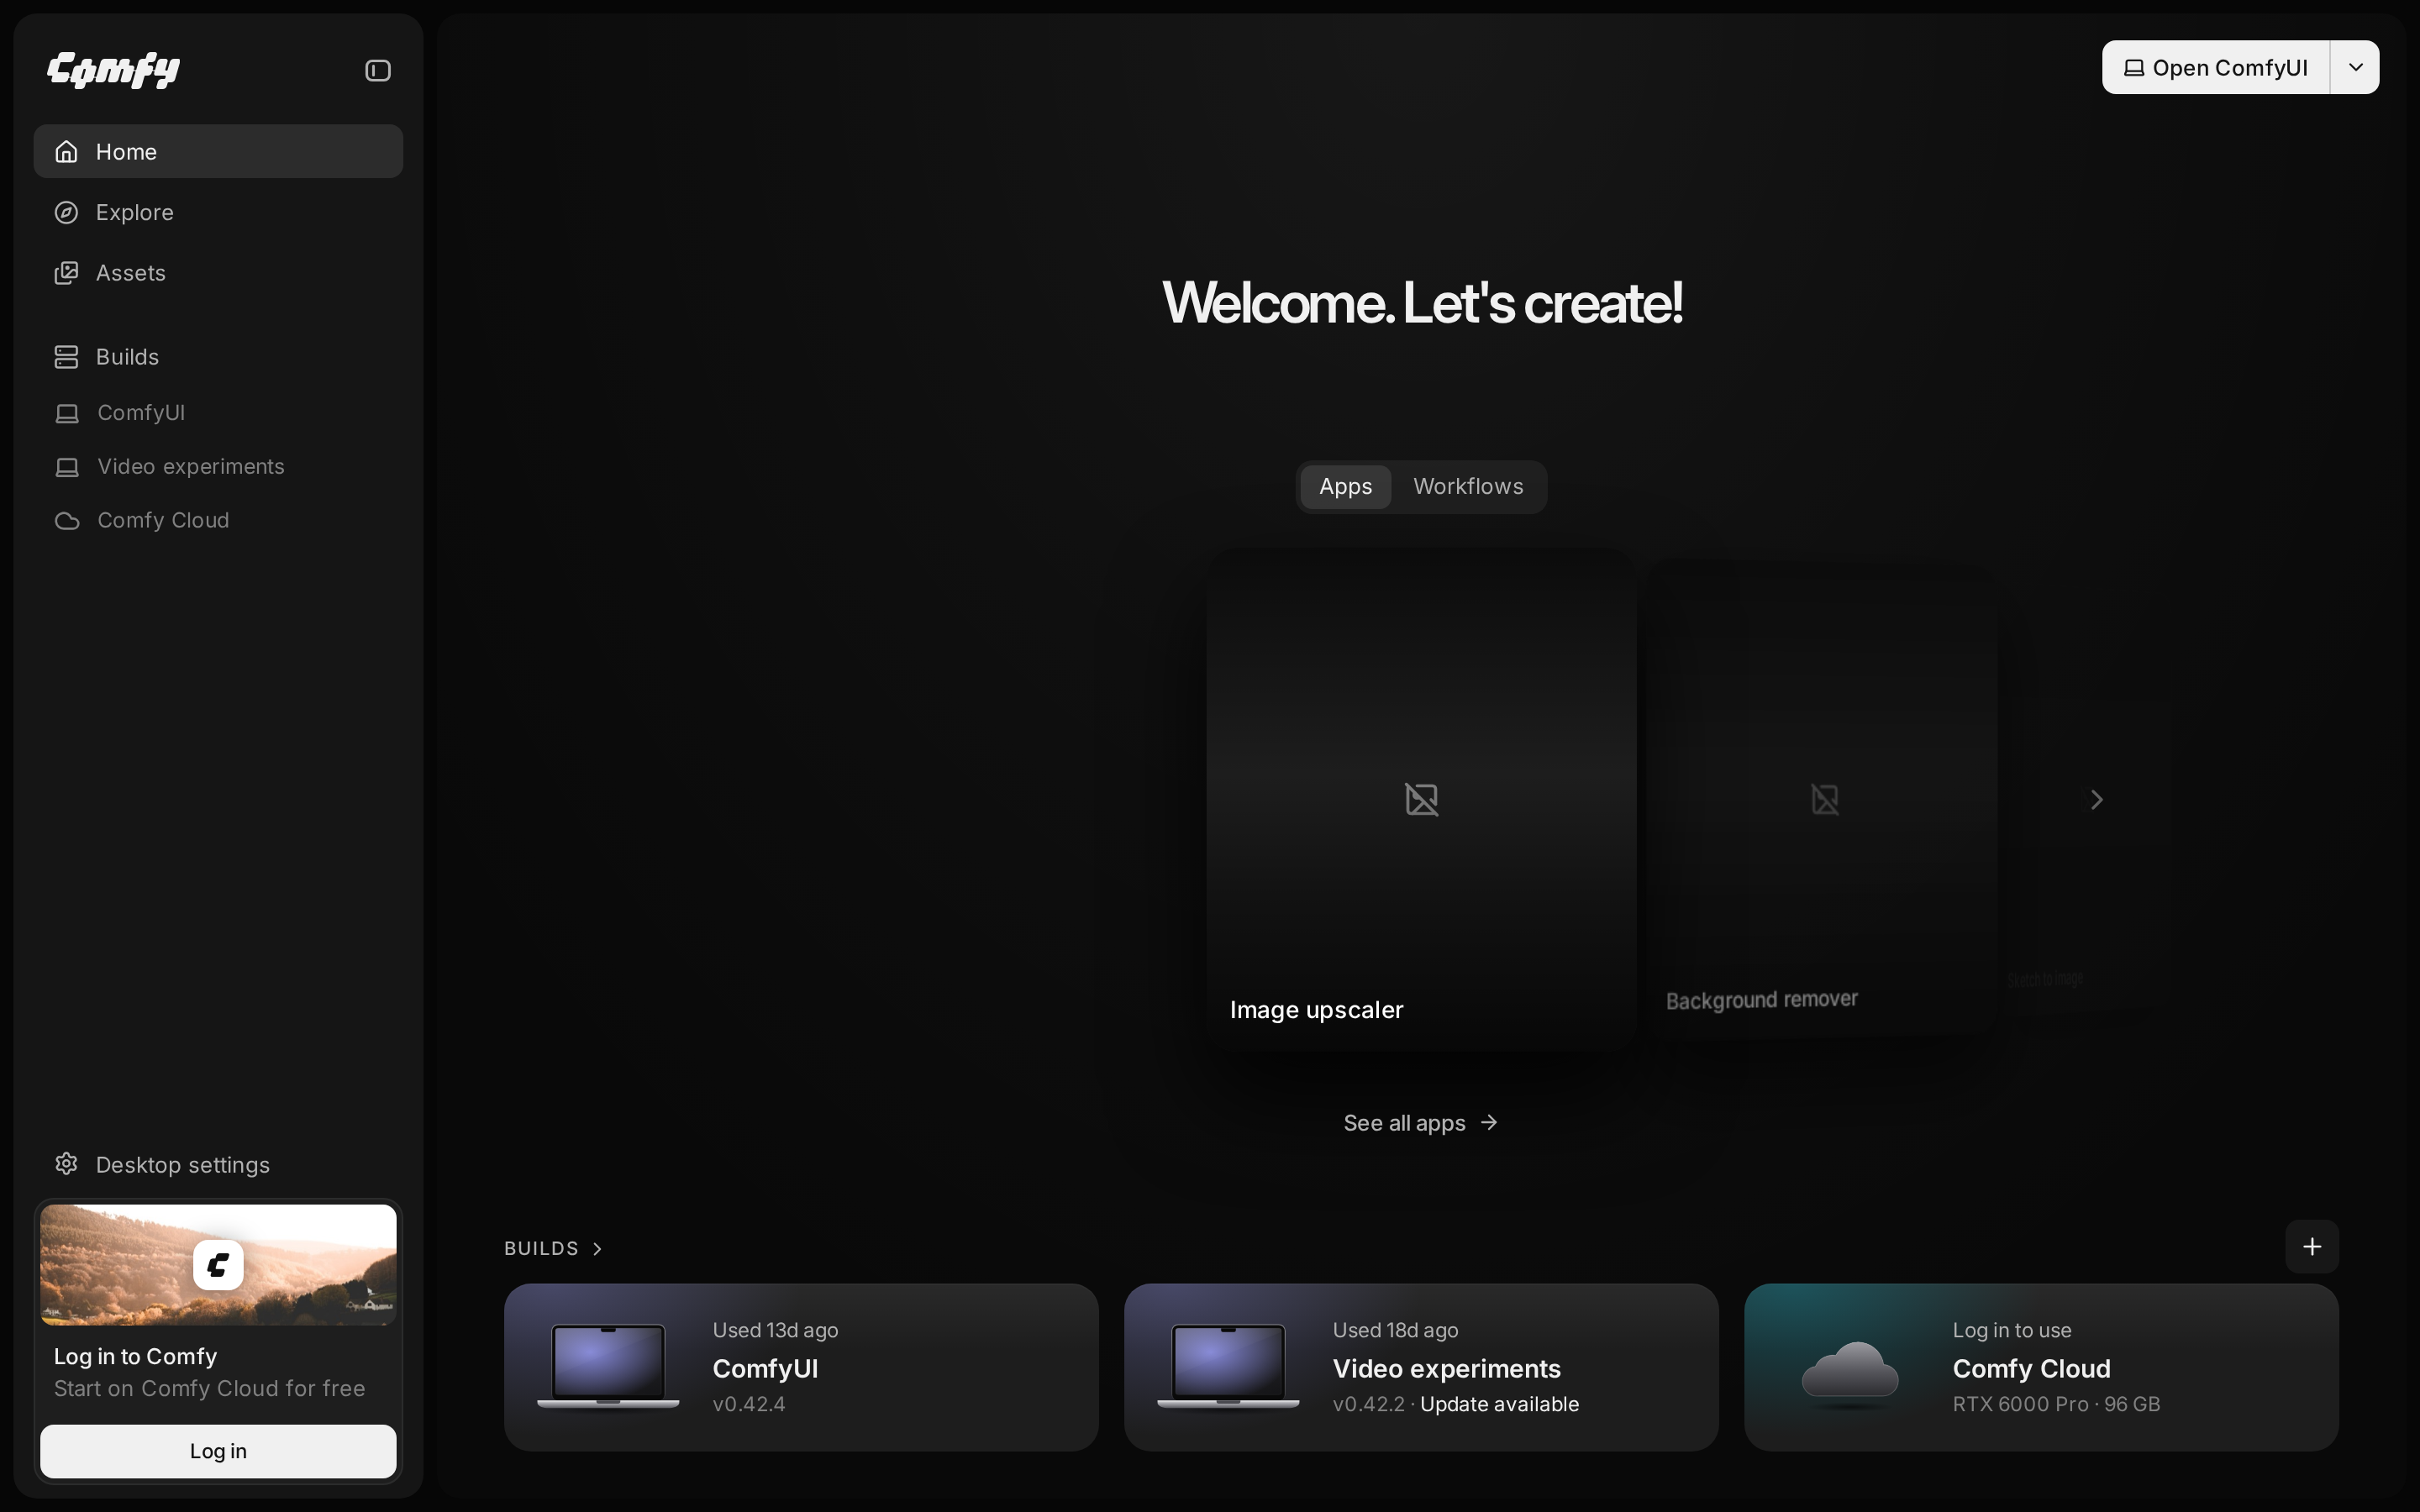 Comfy
Home
Explore
Assets
Builds
ComfyUI
Video experiments
Comfy Cloud
Desktop settings
Log in to Comfy
Start on Comfy Cloud for free
Log in
Open ComfyUI
Welcome. Let's create!
Apps
Workflows
Image upscaler
Background remover
Sketch to image
See all apps
BUILDS
Used 13d ago
ComfyUI
v0.42.4
Used 18d ago
Video experiments
v0.42.2 · Update available
Log in to use
Comfy Cloud
RTX 6000 Pro · 96 GB